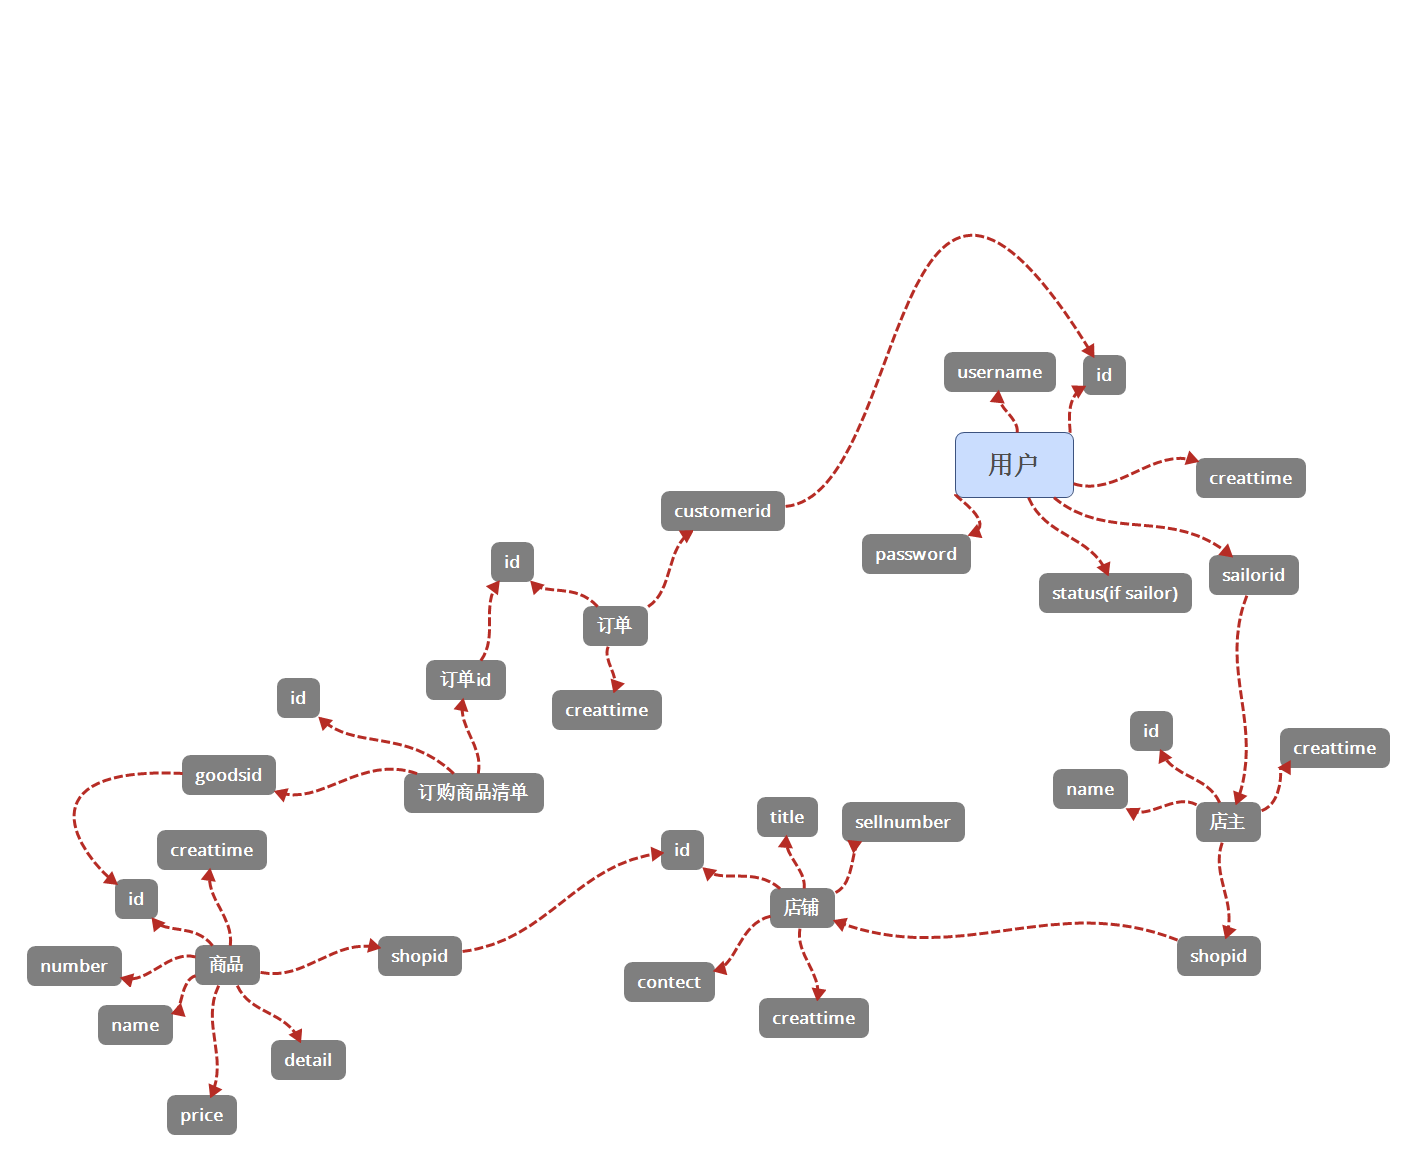 username
id
用户
creattime
customerid
password
id
sailorid
status(if sailor)
订单
订单id
id
creattime
id
creattime
goodsid
name
订购商品清单
title
sellnumber
店主
creattime
id
id
店铺
number
商品
shopid
shopid
contect
name
creattime
detail
price